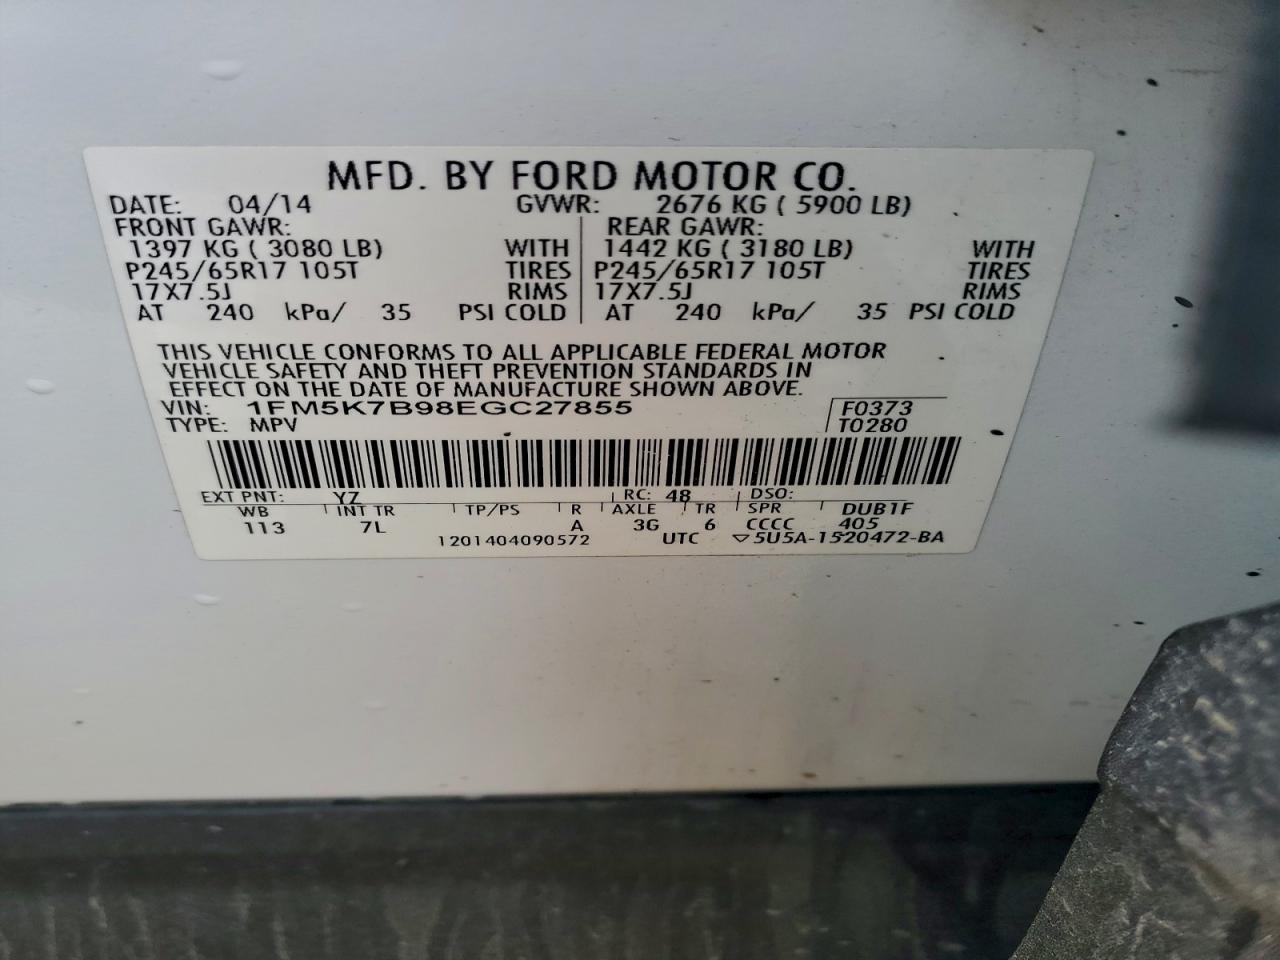 MFD. BY FORD MOTOR CO.
DATE: 04/14 GVWR: 2676 KG ( 5900 LB)
FRONT GAWR: REAR GAWR:
1397 KG ( 3080 LB) WITH 1442 KG ( 3180 LB) WITH
P245/65R17 105T TIRES P245/65R17 105T TIRES
17X7.5J RIMS 17X7.5J RIMS
AT 240 kPa/ 35 PSI COLD AT 240 kPa/ 35 PSI COLD
THIS VEHICLE CONFORMS TO ALL APPLICABLE FEDERAL MOTOR
VEHICLE SAFETY AND THEFT PREVENTION STANDARDS IN
EFFECT ON THE DATE OF MANUFACTURE SHOWN ABOVE.
VIN: 1FM5K7B98EGC27855 F0373
TYPE: MPV T0280
EXT PNT: YZ RC: 48 DSO:
WB INT TR TP/PS R AXLE TR SPR DUB1F
113 7L A 3G 6 CCCC 405
1201404090572 UTC ▽5U5A-1520472-BA